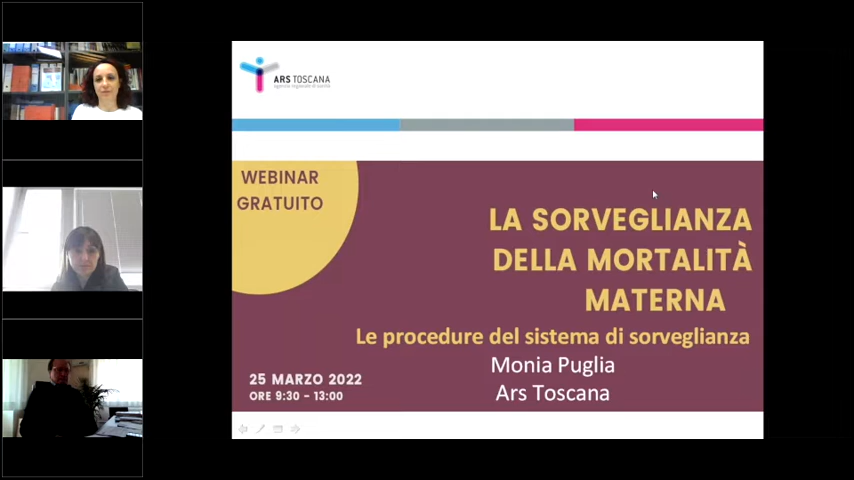 ARS TOSCANA
agenzia regionale di sanità
WEBINAR
GRATUITO
LA SORVEGLIANZA
DELLA MORTALITÀ
MATERNA
Le procedure del sistema di sorveglianza
Monia Puglia
Ars Toscana
25 MARZO 2022
ORE 9:30 - 13:00